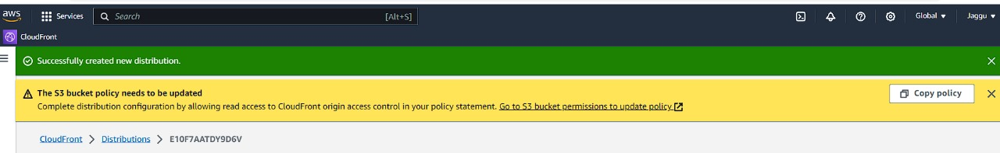 aws Services Search [Alt+S] Global Jaggu
CloudFront
Successfully created new distribution.
The S3 bucket policy needs to be updated
Complete distribution configuration by allowing read access to CloudFront origin access control in your policy statement. Go to S3 bucket permissions to update policy
Copy policy
CloudFront > Distributions > E10F7AATDY9D6V